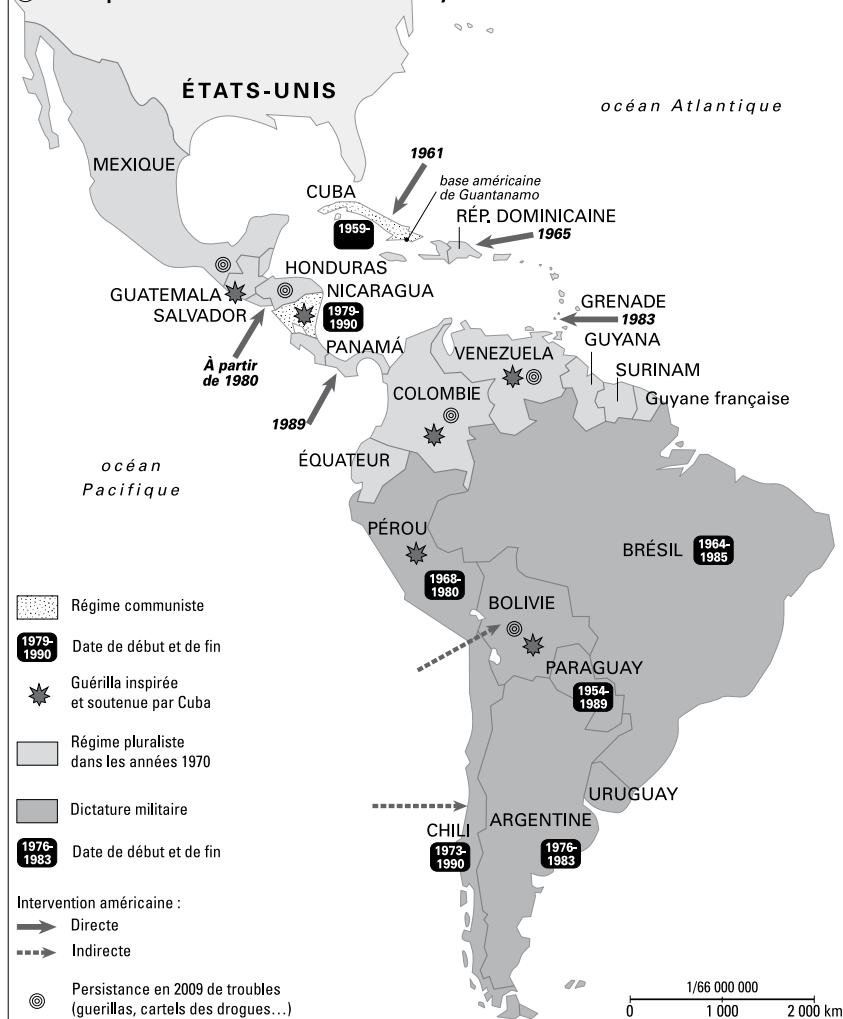 ÉTATS-UNIS
océan Atlantique
MEXIQUE
1961
base américaine
de Guantanamo
CUBA
RÉP. DOMINICAINE
1959-
1965
HONDURAS
GUATEMALA
NICARAGUA
SALVADOR
1979-
1990
GRENADE
1983
À partir
de 1980
PANAMÁ
VENEZUELA
GUYANA
SURINAM
Guyane française
COLOMBIE
1989
ÉQUATEUR
océan
Pacifique
PÉROU
1968-
1980
BRÉSIL
1964-
1985
BOLIVIE
PARAGUAY
1954-
1989
URUGUAY
CHILI
1973-
1990
ARGENTINE
1976-
1983
Régime communiste
1979-
1990
Date de début et de fin
Guérilla inspirée
et soutenue par Cuba
Régime pluraliste
dans les années 1970
Dictature militaire
1976-
1983
Date de début et de fin
Intervention américaine :
Directe
Indirecte
Persistance en 2009 de troubles
(guerillas, cartels des drogues…)
1/66 000 000
0 1 000 2 000 km